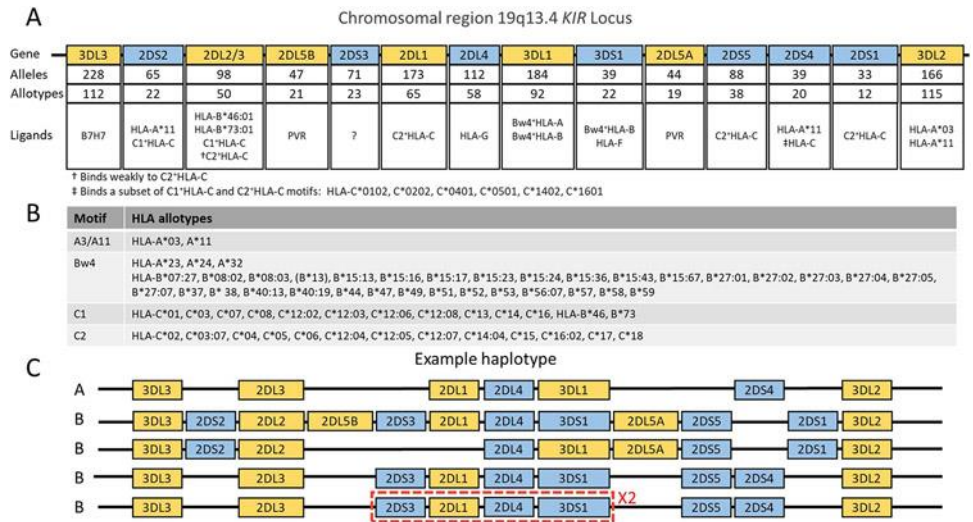 A
Chromosomal region 19q13.4 KIR Locus
Gene 3DL3 2DS2 2DL2/3 2DL5B 2DS3 2DL1 2DL4 3DL1 3DS1 2DL5A 2DS5 2DS4 2DS1 3DL2
Alleles 228 65 98 47 71 173 112 184 39 44 88 39 33 166
Allotypes 112 22 50 21 23 65 58 92 22 19 38 20 12 115
Ligands
B7H7
HLA-A*11
C1+HLA-C
HLA-B*46:01
HLA-B*73:01
C1+HLA-C
†C2+HLA-C
PVR
?
C2+HLA-C
HLA-G
Bw4+HLA-A
Bw4+HLA-B
Bw4+HLA-B
HLA-F
PVR
C2+HLA-C
HLA-A*11
‡HLA-C
C2+HLA-C
HLA-A*03
HLA-A*11
† Binds weakly to C2+HLA-C
‡ Binds a subset of C1+HLA-C and C2+HLA-C motifs: HLA-C*0102, C*0202, C*0401, C*0501, C*1402, C*1601
B
Motif HLA allotypes
A3/A11 HLA-A*03, A*11
Bw4 HLA-A*23, A*24, A*32
HLA-B*07:27, B*08:02, B*08:03, (B*13), B*15:13, B*15:16, B*15:17, B*15:23, B*15:24, B*15:36, B*15:43, B*15:67, B*27:01, B*27:02, B*27:03, B*27:04, B*27:05,
B*27:07, B*37, B* 38, B*40:13, B*40:19, B*44, B*47, B*49, B*51, B*52, B*53, B*56:07, B*57, B*58, B*59
C1 HLA-C*01, C*03, C*07, C*08, C*12:02, C*12:03, C*12:06, C*12:08, C*13, C*14, C*16, HLA-B*46, B*73
C2 HLA-C*02, C*03:07, C*04, C*05, C*06, C*12:04, C*12:05, C*12:07, C*14:04, C*15, C*16:02, C*17, C*18
C
Example haplotype
A 3DL3 2DL3 2DL1 2DL4 3DL1 2DS4 3DL2
B 3DL3 2DS2 2DL2 2DL5B 2DS3 2DL1 2DL4 3DS1 2DL5A 2DS5 2DS1 3DL2
B 3DL3 2DS2 2DL2 2DL4 3DL1 2DL5A 2DS5 2DS1 3DL2
B 3DL3 2DL3 2DS3 2DL1 2DL4 3DS1 2DS5 2DS4 3DL2
B 3DL3 2DL3 2DS3 2DL1 2DL4 3DS1 X2 2DS5 2DS4 3DL2